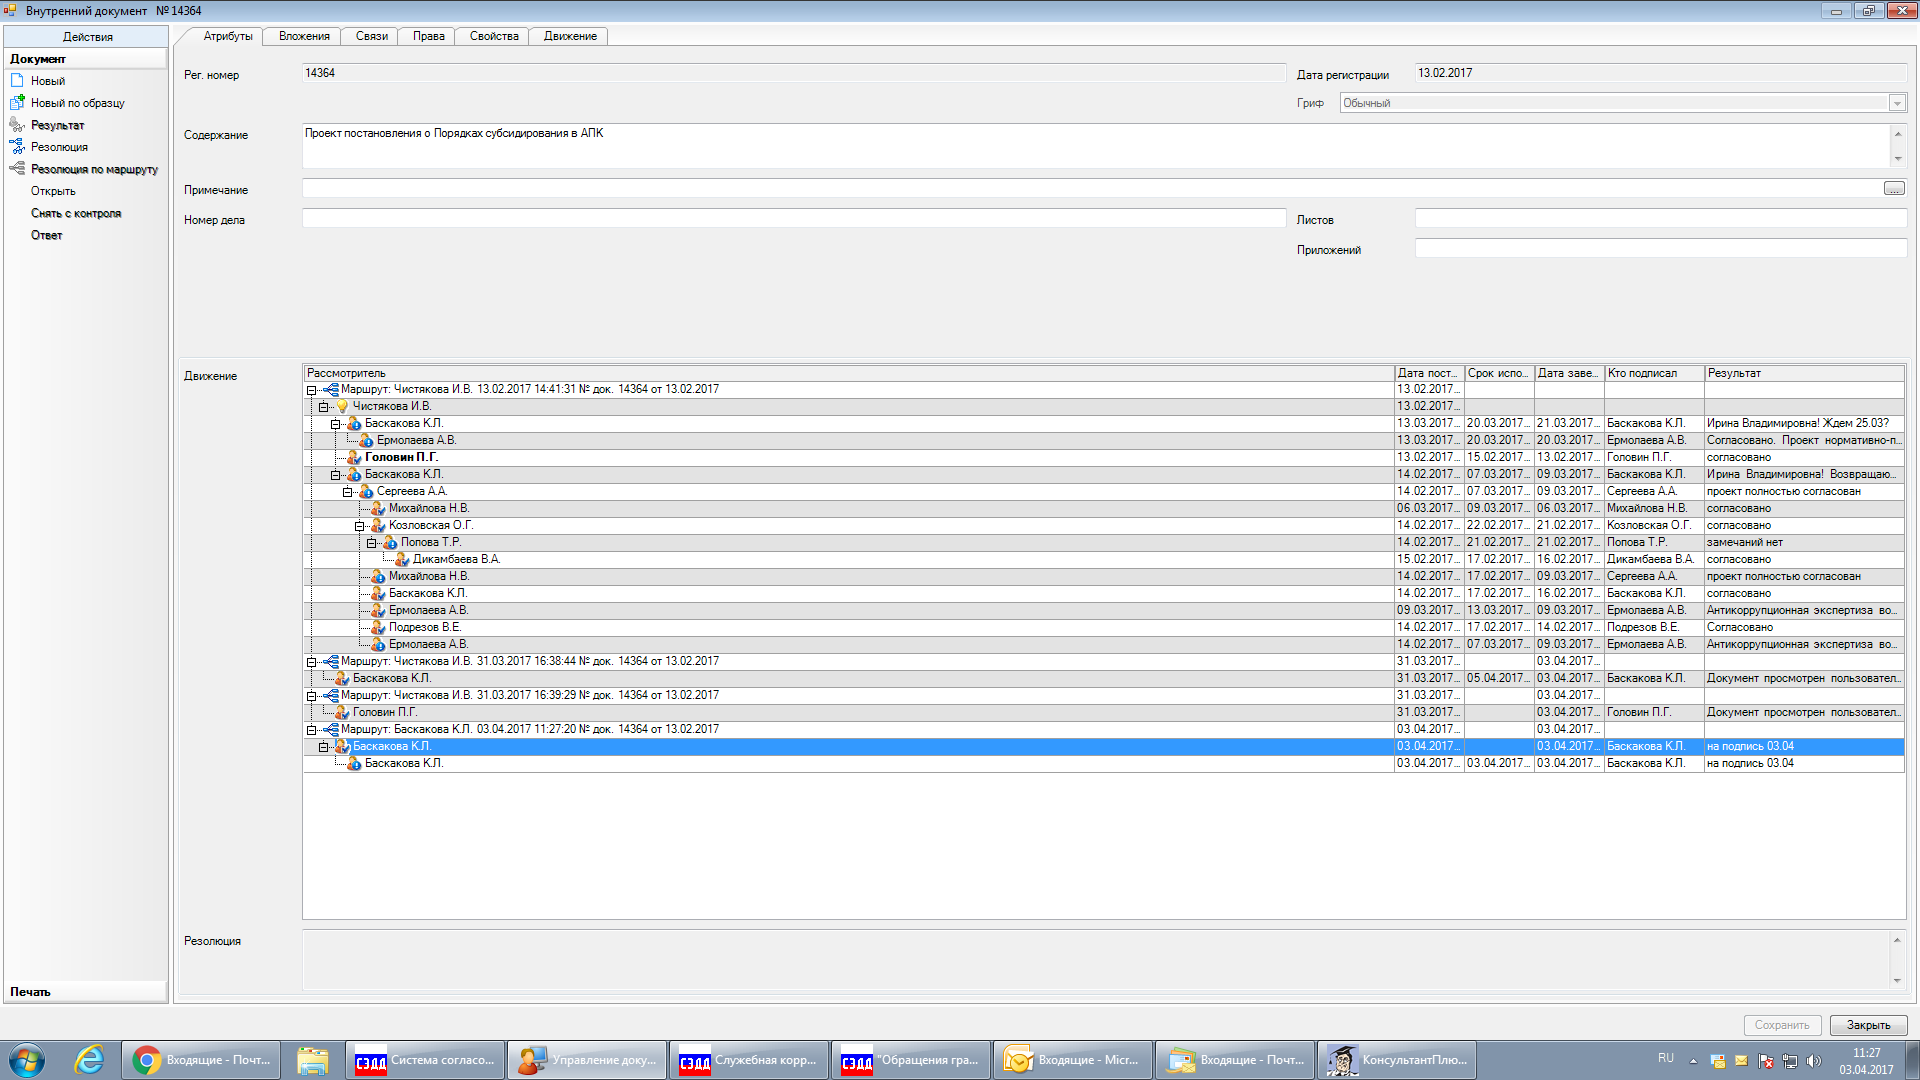 Внутренний документ № 14364
Действия
Документ
Новый
Новый по образцу
Результат
Резолюция
Резолюция по маршруту
Открыть
Снять с контроля
Ответ
Печать
Атрибуты Вложения Связи Права Свойства Движение
Рег. номер 14364 Дата регистрации 13.02.2017
Гриф Обычный
Содержание Проект постановления о Порядках субсидирования в АПК
Примечание ...
Номер дела Листов
Приложений
Движение
Рассмотритель Дата пост... Срок испо... Дата заве... Кто подписал Результат
Маршрут: Чистякова И.В. 13.02.2017 14:41:31 № док. 14364 от 13.02.2017 13.02.2017...
Чистякова И.В. 13.02.2017...
Баскакова К.Л. 13.03.2017... 20.03.2017... 21.03.2017... Баскакова К.Л. Ирина Владимировна! Ждем 25.03?
Ермолаева А.В. 13.03.2017... 20.03.2017... 20.03.2017... Ермолаева А.В. Согласовано. Проект нормативно-п...
Головин П.Г. 13.02.2017... 15.02.2017... 13.02.2017... Головин П.Г. согласовано
Баскакова К.Л. 14.02.2017... 07.03.2017... 09.03.2017... Баскакова К.Л. Ирина Владимировна! Возвращаю...
Сергеева А.А. 14.02.2017... 07.03.2017... 09.03.2017... Сергеева А.А. проект полностью согласован
Михайлова Н.В. 06.03.2017... 09.03.2017... 06.03.2017... Михайлова Н.В. согласовано
Козловская О.Г. 14.02.2017... 22.02.2017... 21.02.2017... Козловская О.Г. согласовано
Попова Т.Р. 14.02.2017... 21.02.2017... 21.02.2017... Попова Т.Р. замечаний нет
Дикамбаева В.А. 15.02.2017... 17.02.2017... 16.02.2017... Дикамбаева В.А. согласовано
Михайлова Н.В. 14.02.2017... 17.02.2017... 09.03.2017... Сергеева А.А. проект полностью согласован
Баскакова К.Л. 14.02.2017... 17.02.2017... 16.02.2017... Баскакова К.Л. согласовано
Ермолаева А.В. 09.03.2017... 13.03.2017... 09.03.2017... Ермолаева А.В. Антикоррупционная экспертиза во...
Подрезов В.Е. 14.02.2017... 17.02.2017... 14.02.2017... Подрезов В.Е. Согласовано
Ермолаева А.В. 14.02.2017... 07.03.2017... 09.03.2017... Ермолаева А.В. Антикоррупционная экспертиза во...
Маршрут: Чистякова И.В. 31.03.2017 16:38:44 № док. 14364 от 13.02.2017 31.03.2017... 03.04.2017...
Баскакова К.Л. 31.03.2017... 05.04.2017... 03.04.2017... Баскакова К.Л. Документ просмотрен пользовател...
Маршрут: Чистякова И.В. 31.03.2017 16:39:29 № док. 14364 от 13.02.2017 31.03.2017... 03.04.2017...
Головин П.Г. 31.03.2017... 03.04.2017... Головин П.Г. Документ просмотрен пользовател...
Маршрут: Баскакова К.Л. 03.04.2017 11:27:20 № док. 14364 от 13.02.2017 03.04.2017... 03.04.2017...
Баскакова К.Л. 03.04.2017... 03.04.2017... Баскакова К.Л. на подпись 03.04
Баскакова К.Л. 03.04.2017... 03.04.2017... 03.04.2017... Баскакова К.Л. на подпись 03.04
Резолюция
Сохранить Закрыть
Входящие - Почт... СЭДД Система согласо... Управление доку... СЭДД Служебная корр... СЭДД "Обращения гра... Входящие - Micr... Входящие - Почт... КонсультантПлю... RU 11:27
03.04.2017